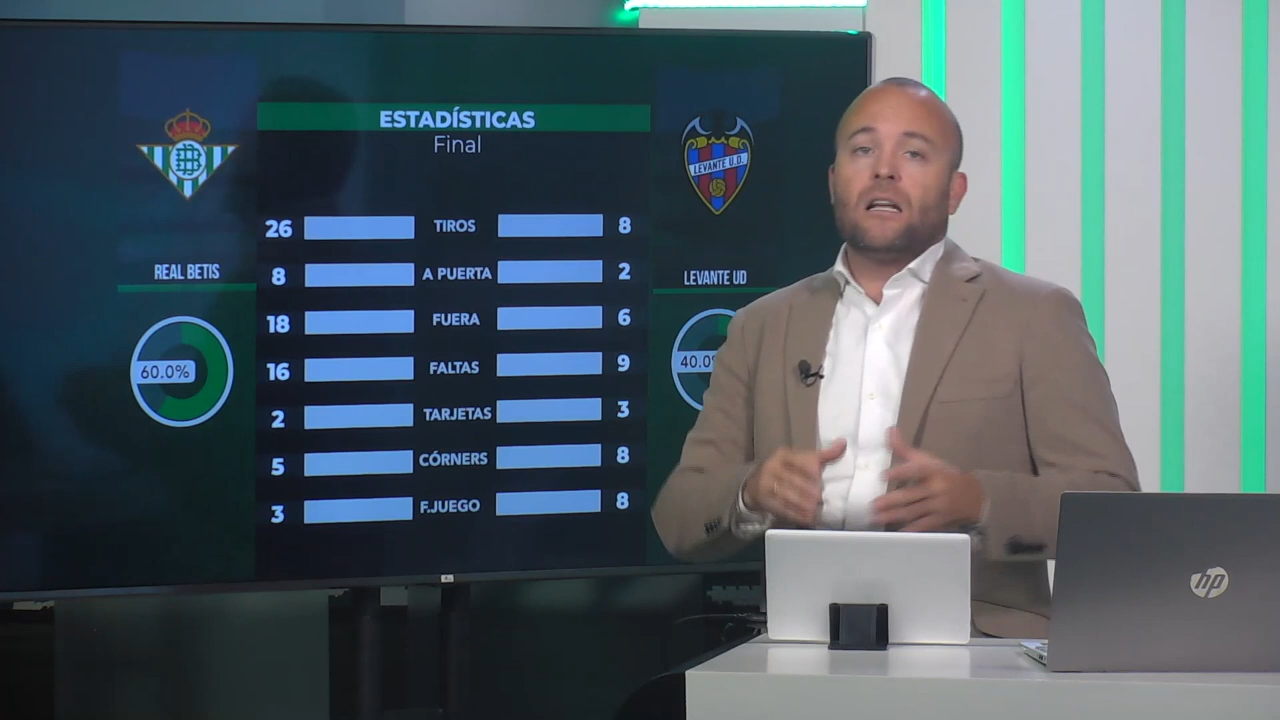 ESTADÍSTICAS
Final
LEVANTE U.D.
REAL BETIS
LEVANTE UD
60.0%
40.0%
26 TIROS 8
8 A PUERTA 2
18 FUERA 6
16 FALTAS 9
2 TARJETAS 3
5 CÓRNERS 8
3 F.JUEGO 8
hp